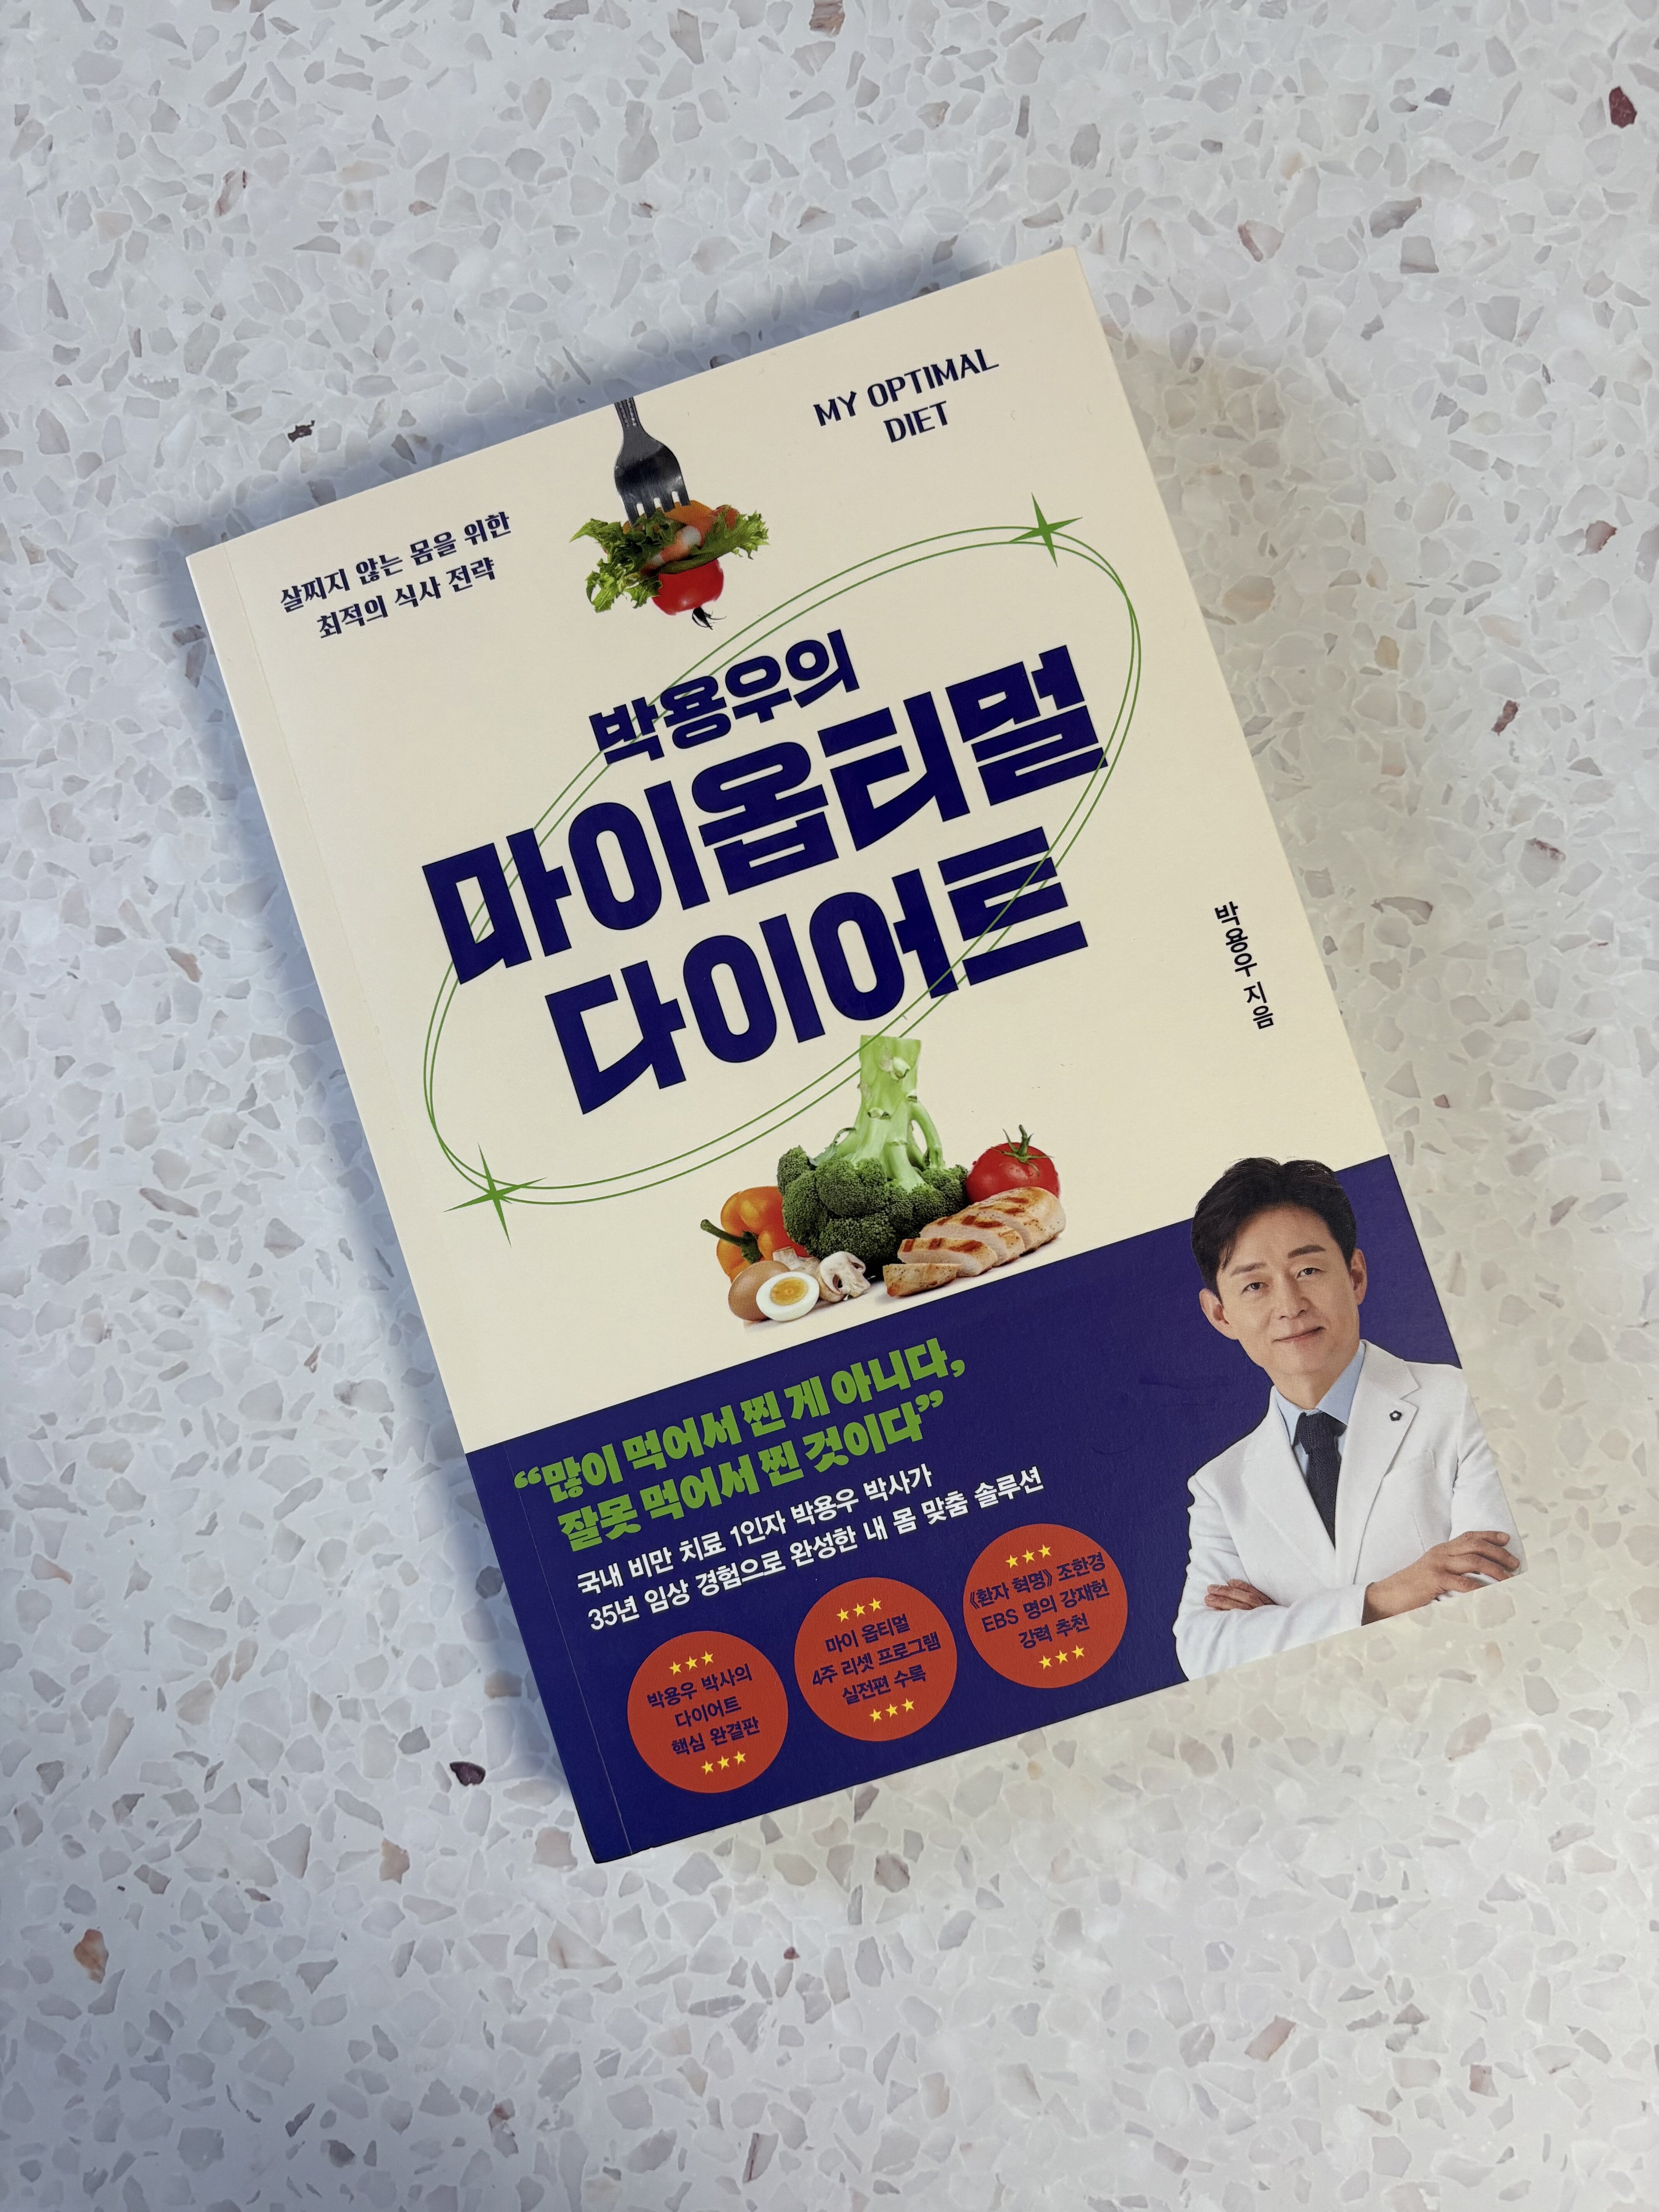 MY OPTIMAL
DIET
살찌지 않는 몸을 위한
최적의 식사 전략
박용우의
마이옵티멀
다이어트
박용우 지음
“많이 먹어서 찐 게 아니다,
잘못 먹어서 찐 것이다”
국내 비만 치료 1인자 박용우 박사가
35년 임상 경험으로 완성한 내 몸 맞춤 솔루션
박용우 박사의
다이어트
핵심 완결판
마이 옵티멀
4주 리셋 프로그램
실전편 수록
《환자 혁명》 조한경
EBS 명의 강재헌
강력 추천